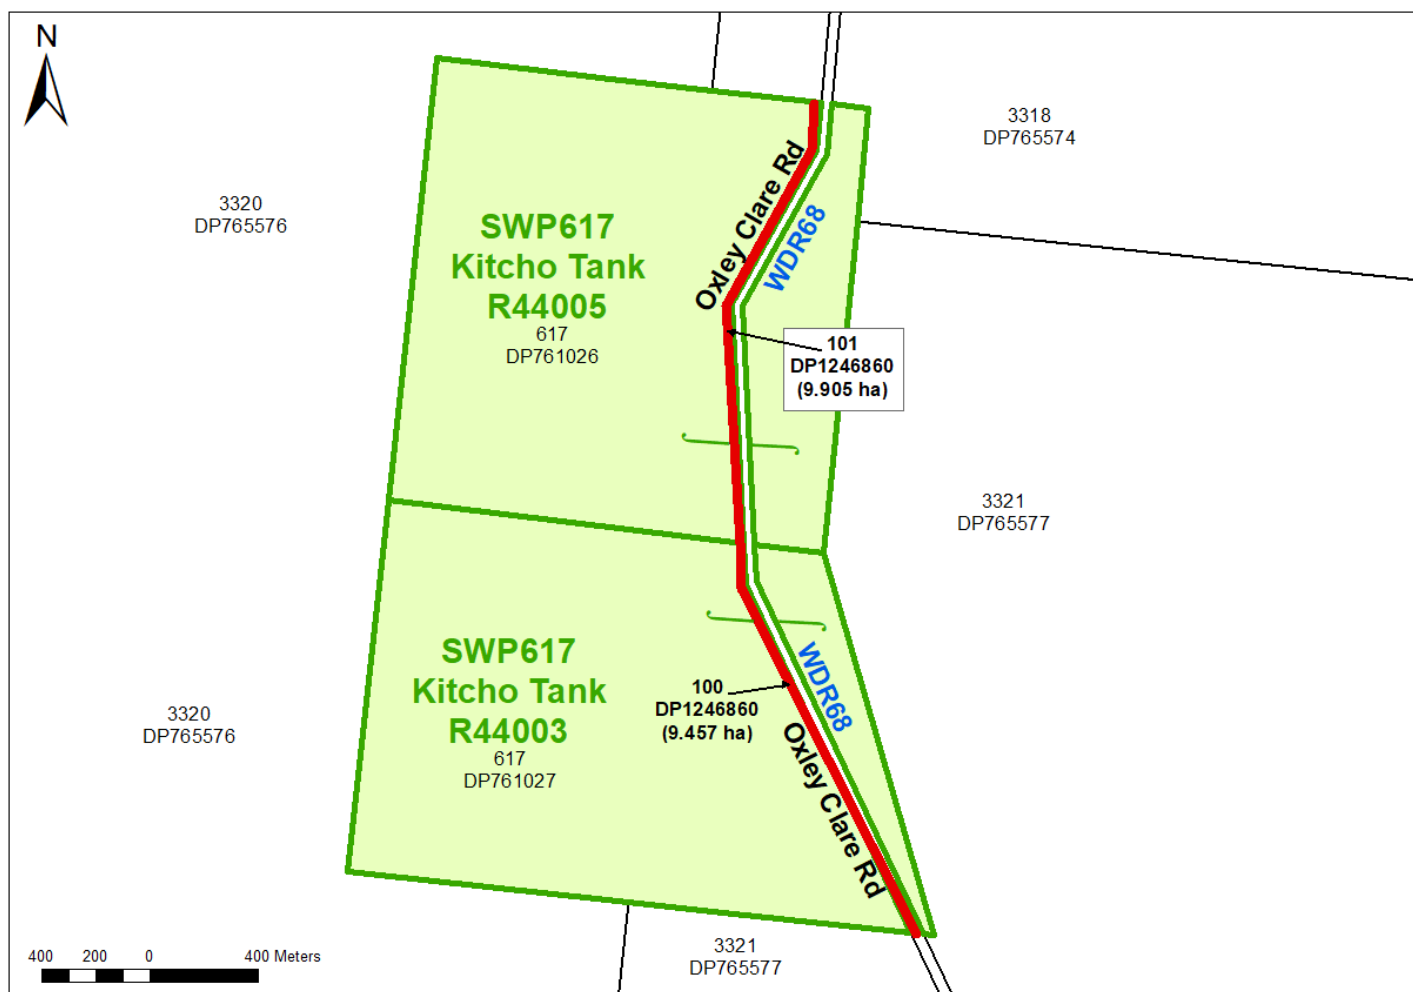 N
3318
DP765574
3320
DP765576
SWP617
Kitcho Tank
R44005
617
DP761026
Oxley Clare Rd
WDR68
101
DP1246860
(9.905 ha)
3321
DP765577
SWP617
Kitcho Tank
R44003
617
DP761027
3320
DP765576
100
DP1246860
(9.457 ha)
WDR68
Oxley Clare Rd
3321
DP765577
400 200 0 400 Meters